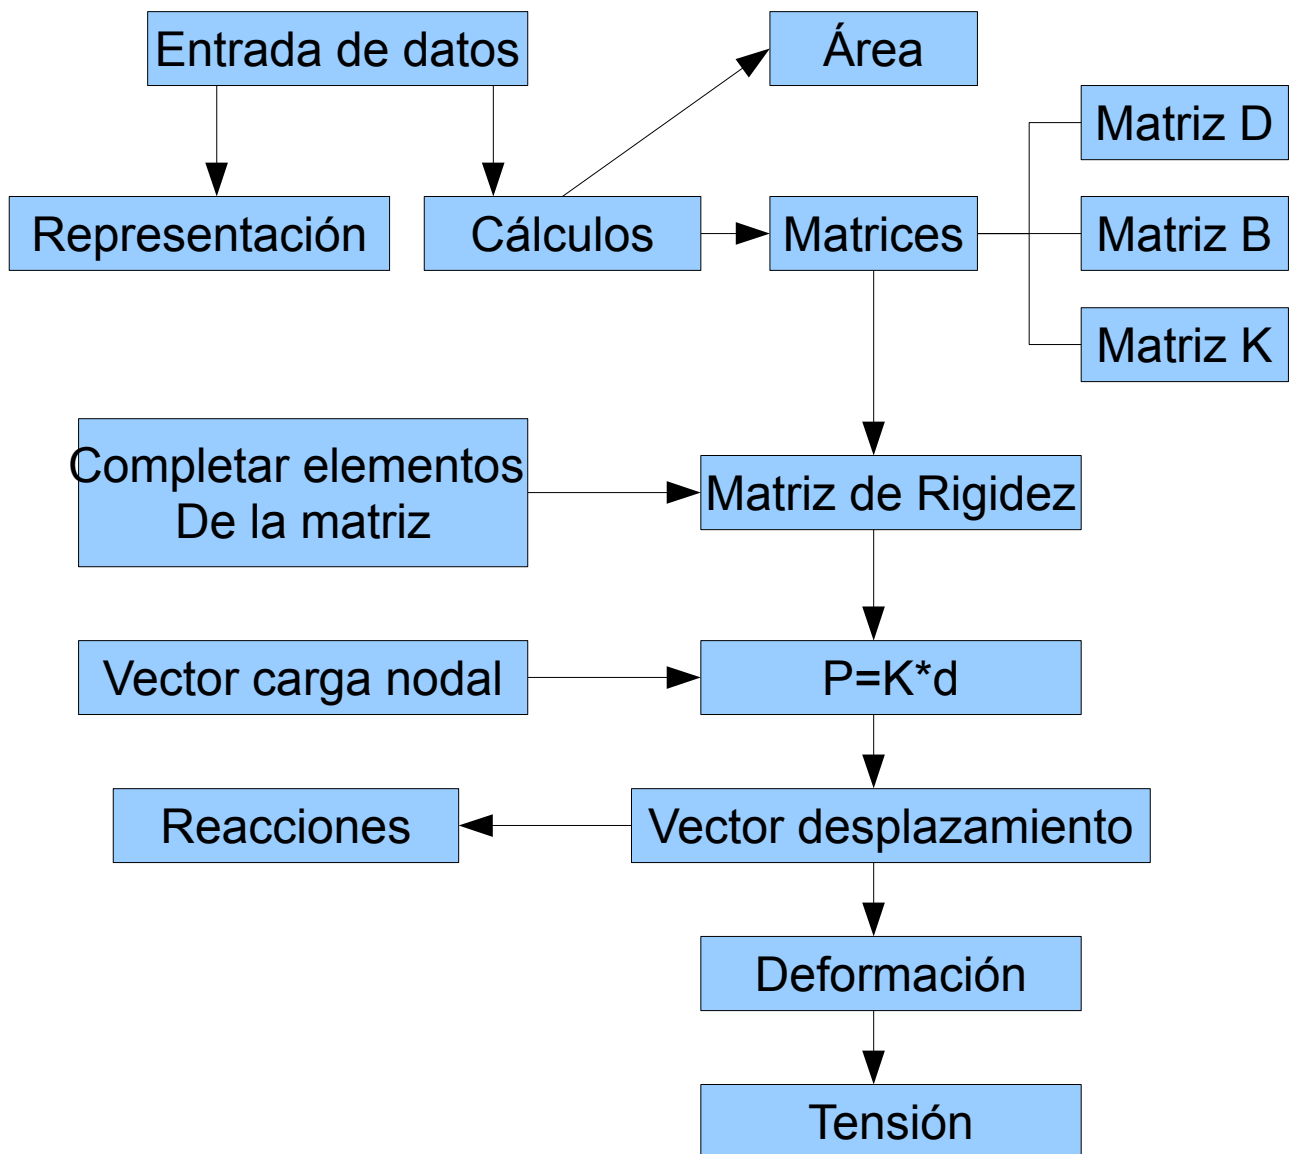 Entrada de datos
Área
Matriz D
Representación
Cálculos
Matrices
Matriz B
Matriz K
Completar elementos
De la matriz
Matriz de Rigidez
Vector carga nodal
P=K*d
Reacciones
Vector desplazamiento
Deformación
Tensión